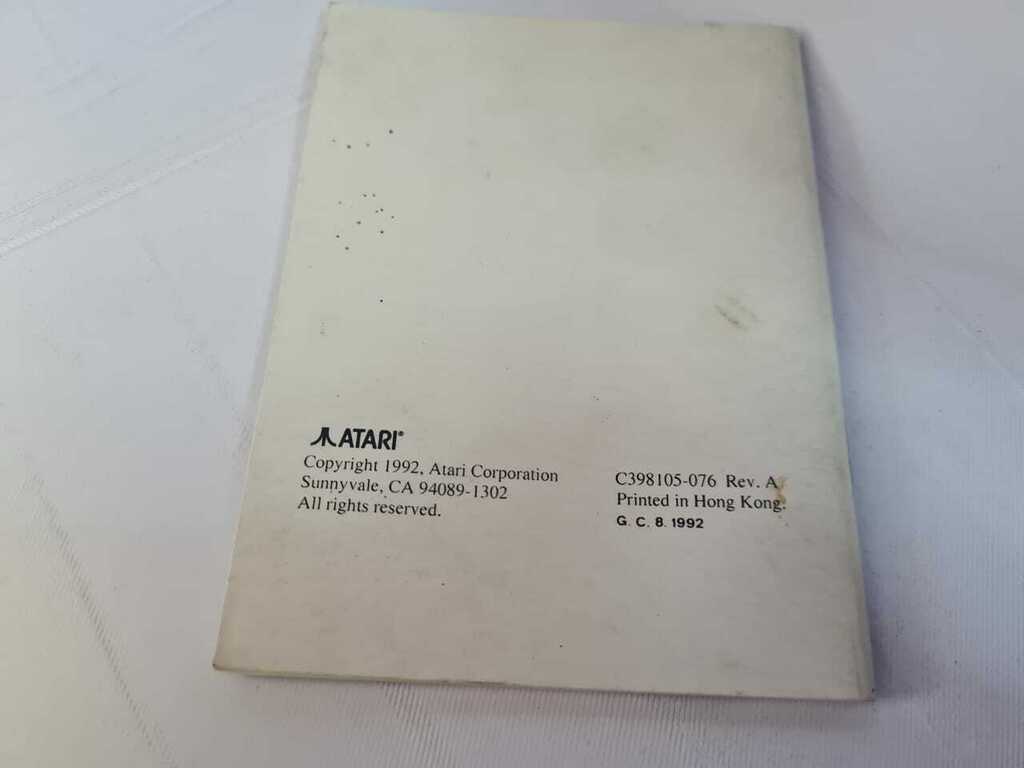 ATARI®
Copyright 1992, Atari Corporation
Sunnyvale, CA 94089-1302
All rights reserved.
C398105-076 Rev. A
Printed in Hong Kong.
G. C. 8. 1992